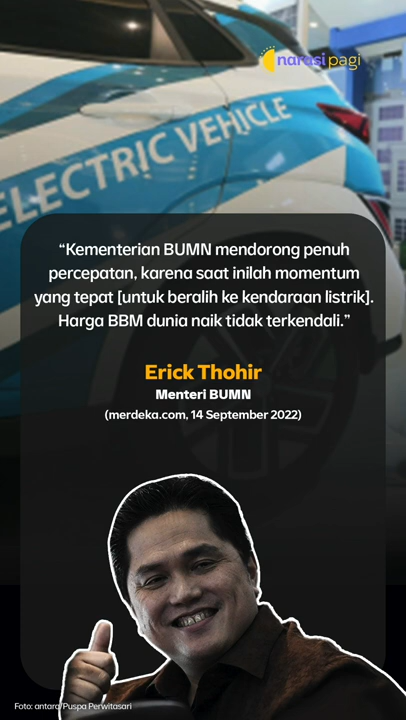 narasi pagi
ELECTRIC VEHICLE
“Kementerian BUMN mendorong penuh
percepatan, karena saat inilah momentum
yang tepat [untuk beralih ke kendaraan listrik].
Harga BBM dunia naik tidak terkendali.”
Erick Thohir
Menteri BUMN
(merdeka.com, 14 September 2022)
Foto: antara/Puspa Perwitasari